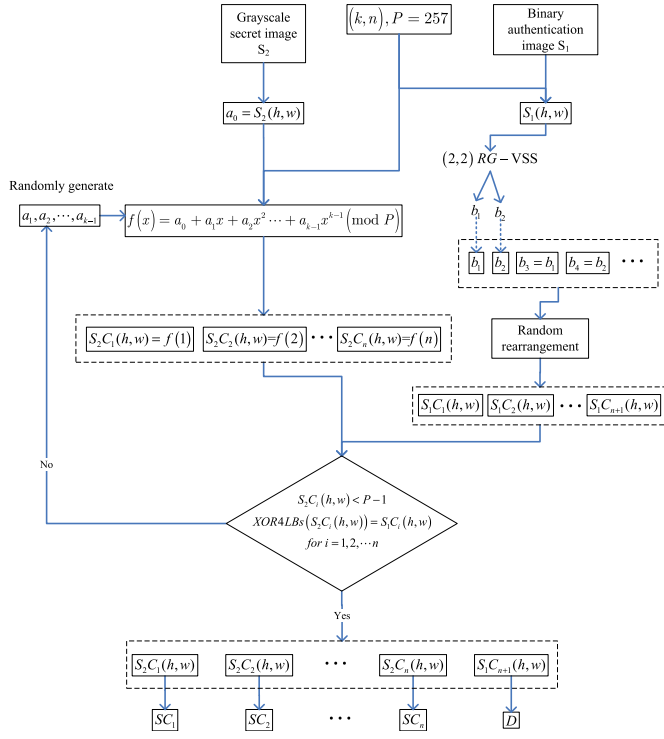 Grayscale secret image S₂
(k, n), P = 257
Binary authentication image S₁
a₀ = S₂(h, w)
S₁(h, w)
(2, 2) RG − VSS
Randomly generate
b₁
b₂
a₁, a₂, ⋯, aₖ₋₁
f(x) = a₀ + a₁x + a₂x² ⋯ + aₖ₋₁xᵏ⁻¹ (mod P)
b₁ b₂ b₃ = b₁ b₄ = b₂ ⋯
S₂C₁(h, w) = f(1) S₂C₂(h, w)=f(2) ⋯ S₂Cₙ(h, w)=f(n)
Random rearrangement
S₁C₁(h, w) S₁C₂(h, w) ⋯ S₁Cₙ₊₁(h, w)
No
S₂Cᵢ(h, w) < P − 1
XOR4LBs(S₂Cᵢ(h, w)) = S₁Cᵢ(h, w)
for i = 1, 2, ⋯ n
Yes
S₂C₁(h, w) S₂C₂(h, w) ⋯ S₂Cₙ(h, w) S₁Cₙ₊₁(h, w)
SC₁ SC₂ ⋯ SCₙ D